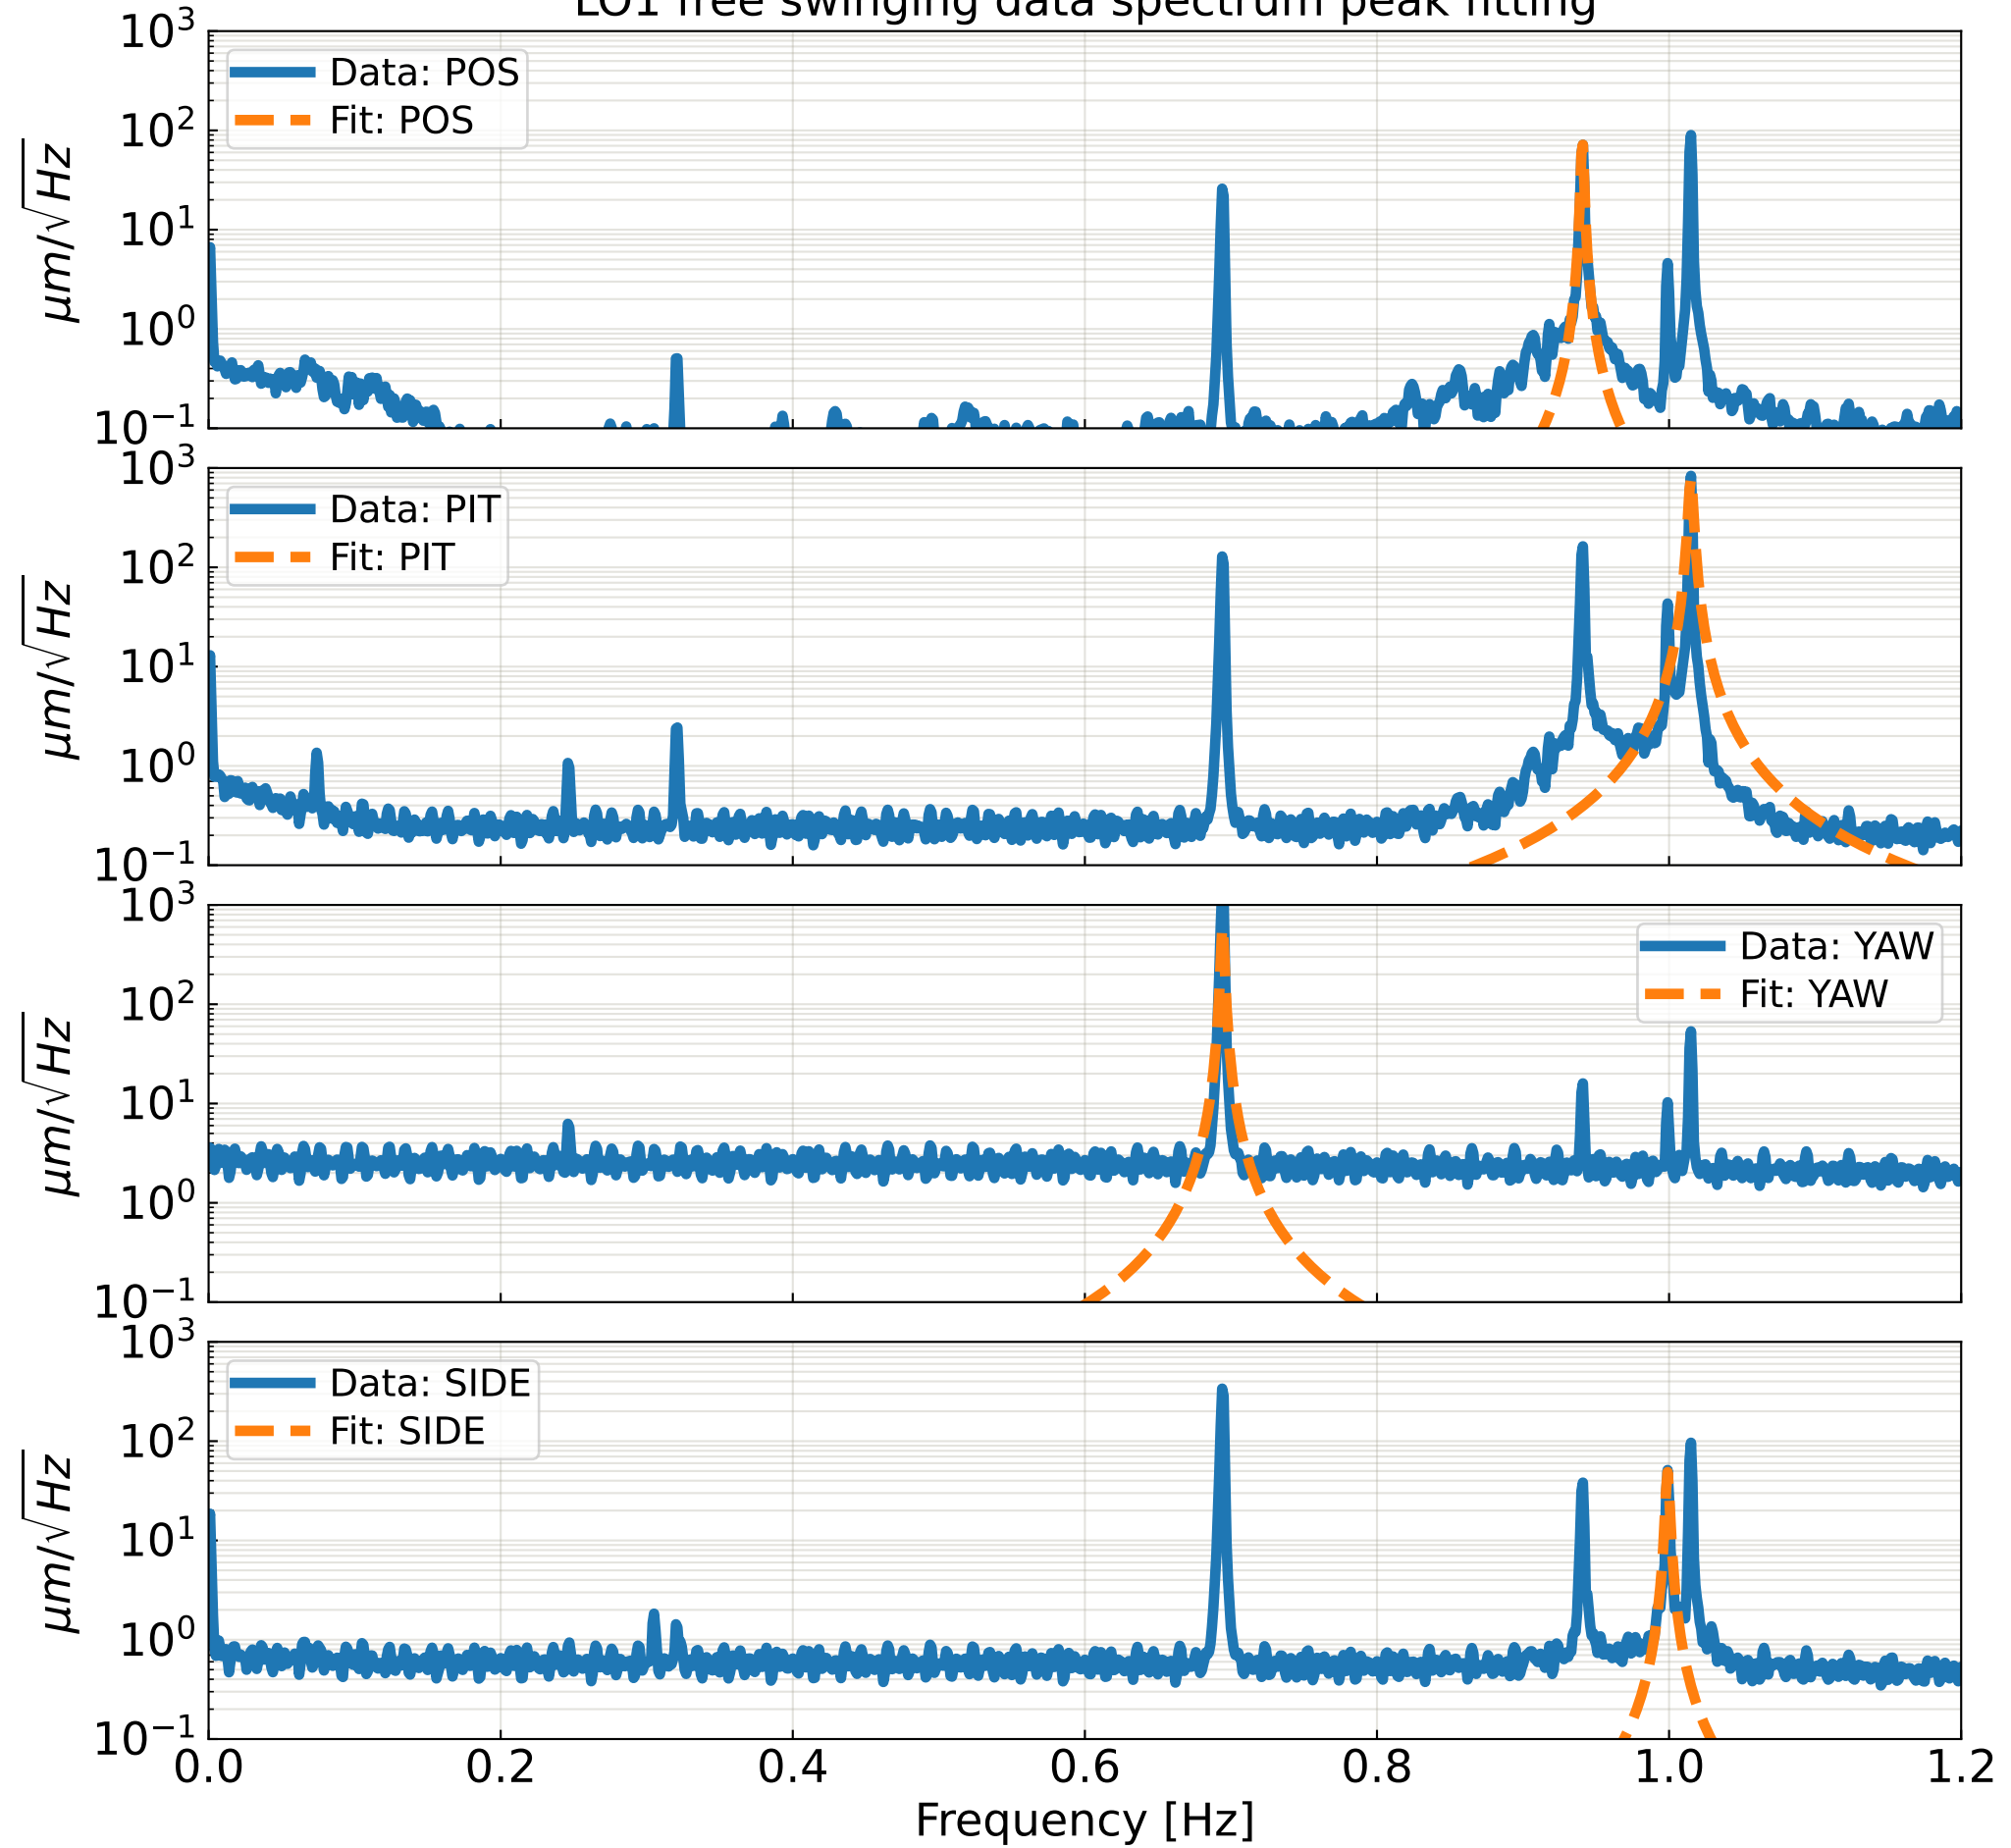 LO1 free swinging data spectrum peak fitting
10³
10²
10¹
10⁰
10⁻¹
μm/√Hz
Data: POS
Fit: POS
10³
10²
10¹
10⁰
10⁻¹
μm/√Hz
Data: PIT
Fit: PIT
10³
10²
10¹
10⁰
10⁻¹
μm/√Hz
Data: YAW
Fit: YAW
10³
10²
10¹
10⁰
10⁻¹
μm/√Hz
Data: SIDE
Fit: SIDE
0.0 0.2 0.4 0.6 0.8 1.0 1.2
Frequency [Hz]